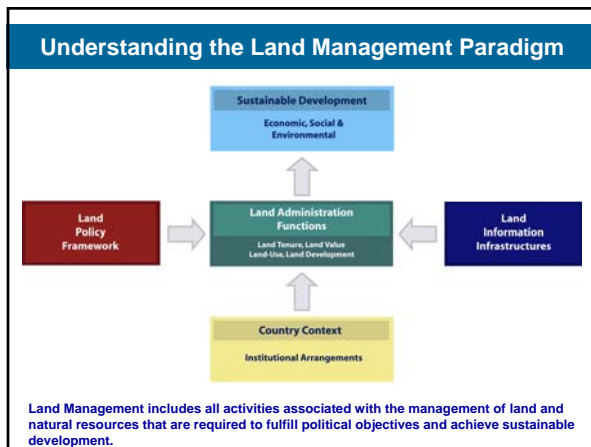 Understanding the Land Management Paradigm
Sustainable Development
Economic, Social &
Environmental
Land
Policy
Framework
Land Administration
Functions
Land Tenure, Land Value
Land-Use, Land Development
Land
Information
Infrastructures
Country Context
Institutional Arrangements
Land Management includes all activities associated with the management of land and
natural resources that are required to fulfill political objectives and achieve sustainable
development.